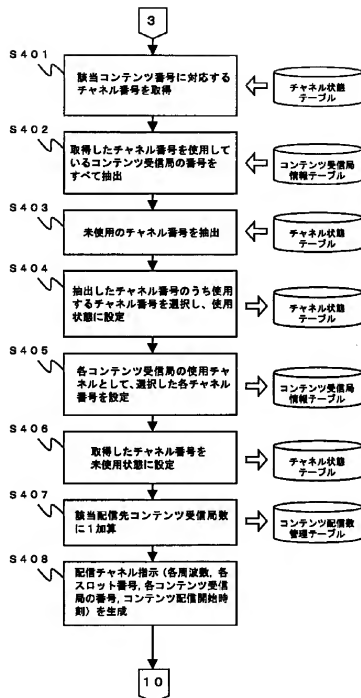 3
S401
該当コンテンツ番号に対応する
チャネル番号を取得
チャネル状態
テーブル
S402
取得したチャネル番号を使用して
いるコンテンツ受信局の番号を
すべて抽出
コンテンツ受信局
情報テーブル
S403
未使用のチャネル番号を抽出
チャネル状態
テーブル
S404
抽出したチャネル番号のうち使用
するチャネル番号を選択し、使用
状態に設定
チャネル状態
テーブル
S405
各コンテンツ受信局の使用チャ
ネルとして、選択した各チャネル
番号を設定
コンテンツ受信局
情報テーブル
S406
取得したチャネル番号を
未使用状態に設定
チャネル状態
テーブル
S407
該当配信先コンテンツ受信局数
に1加算
コンテンツ配信数
管理テーブル
S408
配信チャネル指示（各周波数、各
スロット番号、各コンテンツ受信
局の番号、コンテンツ配信開始時
刻）を生成
10